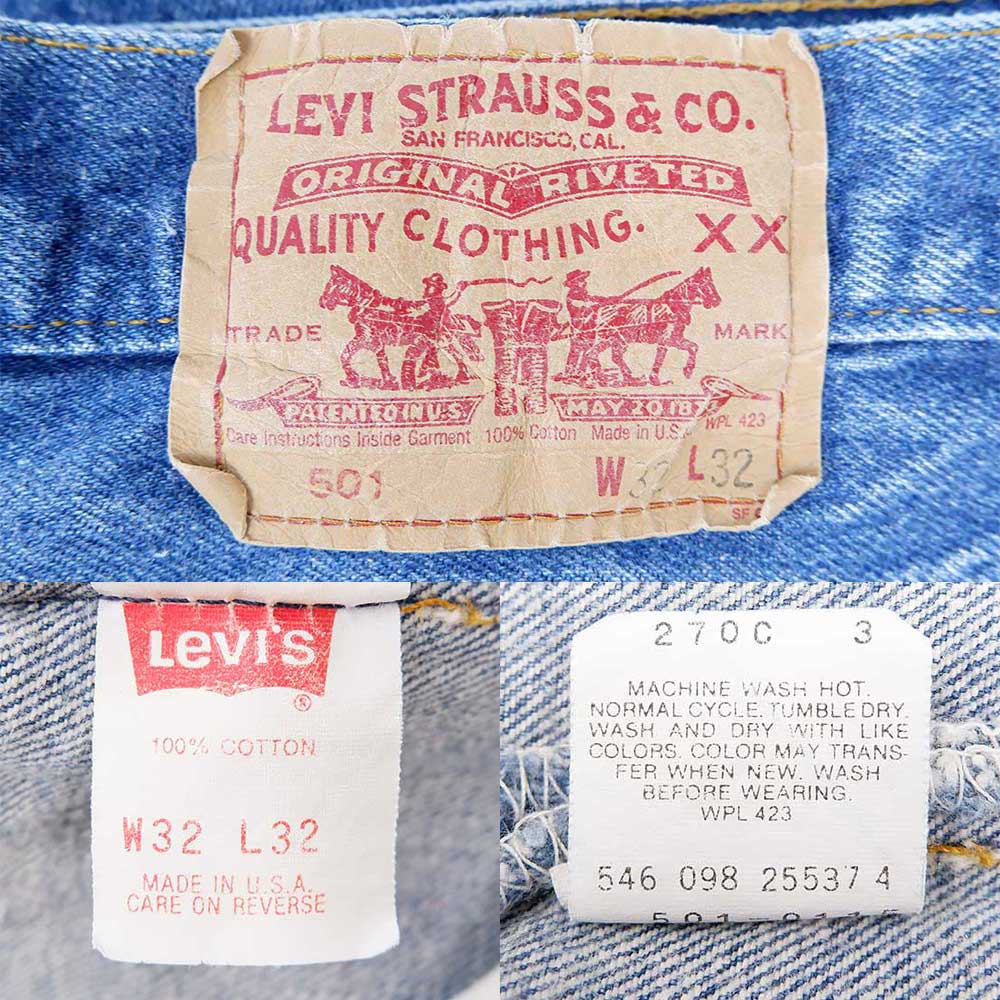 LEVI STRAUSS & CO.
SAN FRANCISCO, CAL.
ORIGINAL RIVETED
QUALITY CLOTHING. XX
TRADE MARK
PATENTED IN U.S. MAY 20 187
Care Instructions Inside Garment 100% Cotton Made in U.S.A. WPL 423
501 W32 L32
SF
Levi's
®
100% COTTON
W32 L32
MADE IN U.S.A.
CARE ON REVERSE
270C 3
MACHINE WASH HOT.
NORMAL CYCLE. TUMBLE DRY.
WASH AND DRY WITH LIKE
COLORS. COLOR MAY TRANS-
FER WHEN NEW. WASH
BEFORE WEARING.
WPL 423
546 098 25537 4